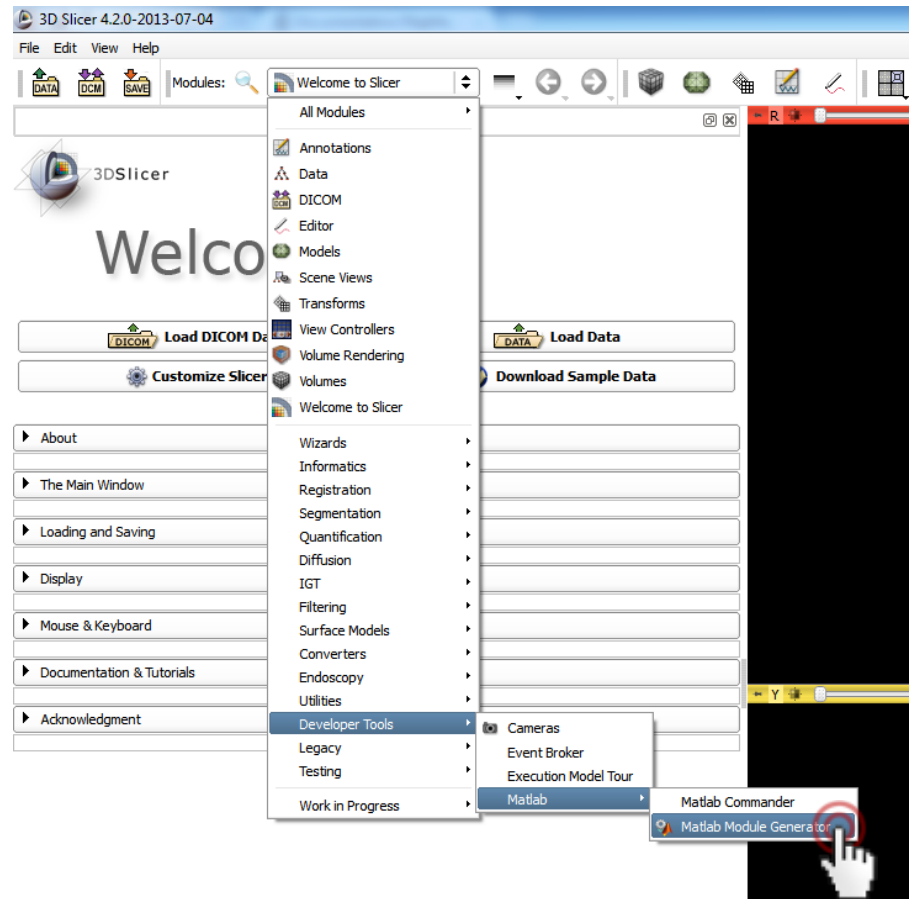 3D Slicer 4.2.0-2013-07-04
File Edit View Help
DATA DCM SAVE Modules: Welcome to Slicer
All Modules
R
Annotations
3DSlicer
Data
DCM DICOM
Editor
Welco
Models
Scene Views
Transforms
View Controllers
DICOM Load DICOM Da
DATA Load Data
Volume Rendering
Customize Slicer
Volumes
Download Sample Data
Welcome to Slicer
About
Wizards
Informatics
The Main Window
Registration
Segmentation
Loading and Saving
Quantification
Diffusion
Display
IGT
Filtering
Mouse & Keyboard
Surface Models
Converters
Documentation & Tutorials
Endoscopy
Utilities
Y
Acknowledgment
Developer Tools
Cameras
Legacy
Event Broker
Testing
Execution Model Tour
Work in Progress
Matlab
Matlab Commander
Matlab Module Generator